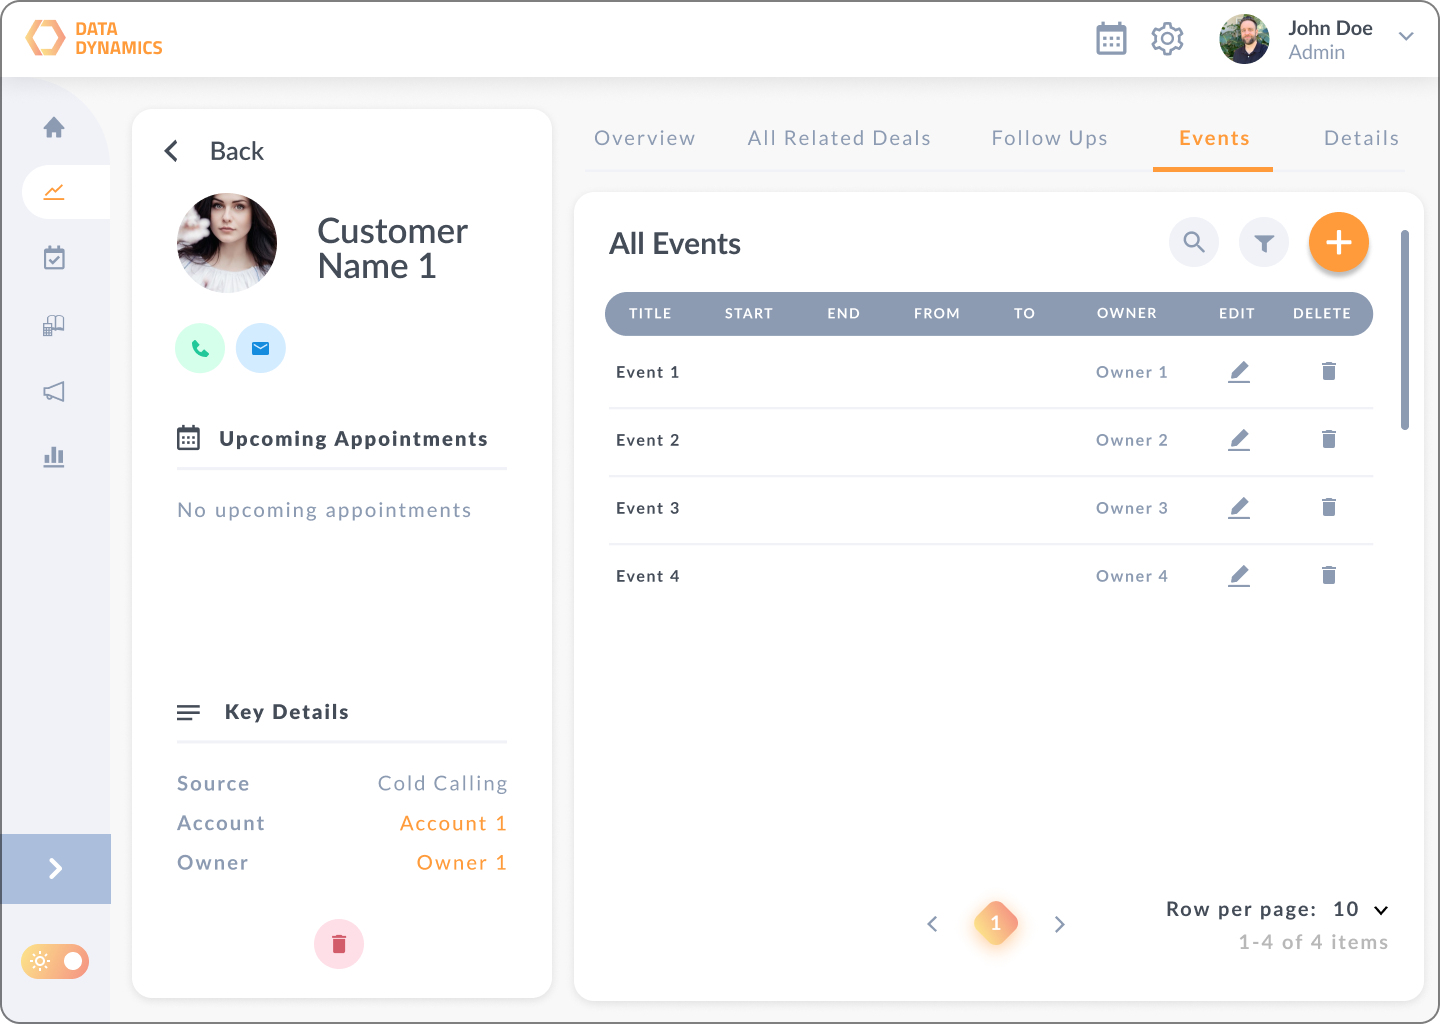 DATA
DYNAMICS
John Doe
Admin
Back
Customer
Name 1
Upcoming Appointments
No upcoming appointments
Key Details
Source Cold Calling
Account Account 1
Owner Owner 1
Overview All Related Deals Follow Ups Events Details
All Events
TITLE START END FROM TO OWNER EDIT DELETE
Event 1 Owner 1
Event 2 Owner 2
Event 3 Owner 3
Event 4 Owner 4
1
Row per page: 10
1-4 of 4 items